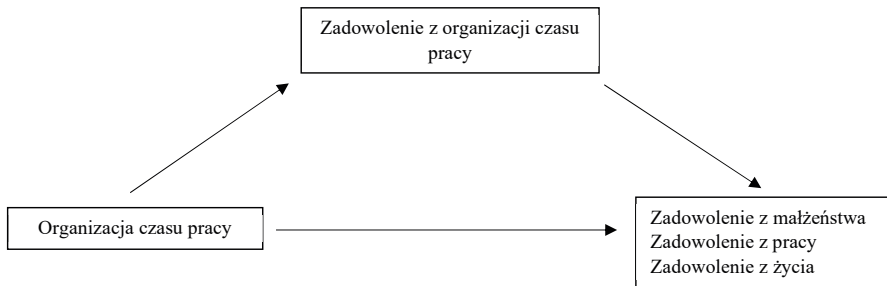 Zadowolenie z organizacji czasu
pracy
Organizacja czasu pracy
Zadowolenie z małżeństwa
Zadowolenie z pracy
Zadowolenie z życia